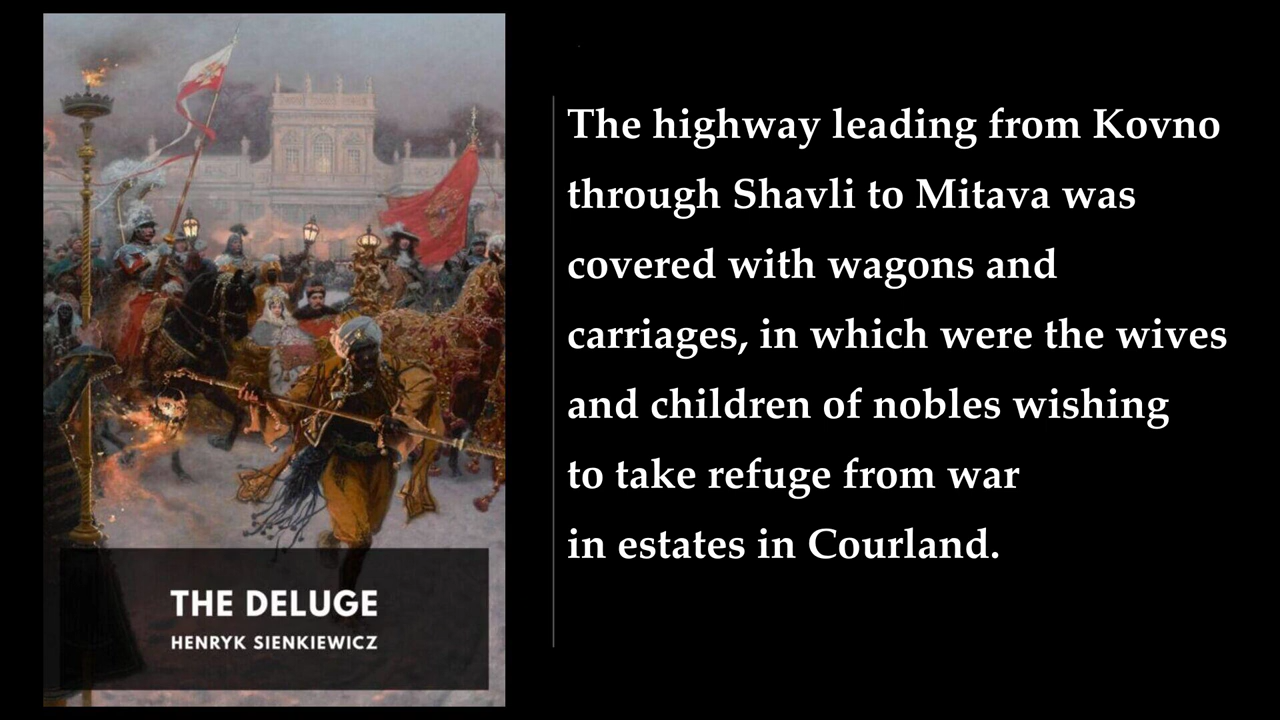 The highway leading from Kovno
through Shavli to Mitava was
covered with wagons and
carriages, in which were the wives
and children of nobles wishing
to take refuge from war
in estates in Courland.
THE DELUGE
HENRYK SIENKIEWICZ